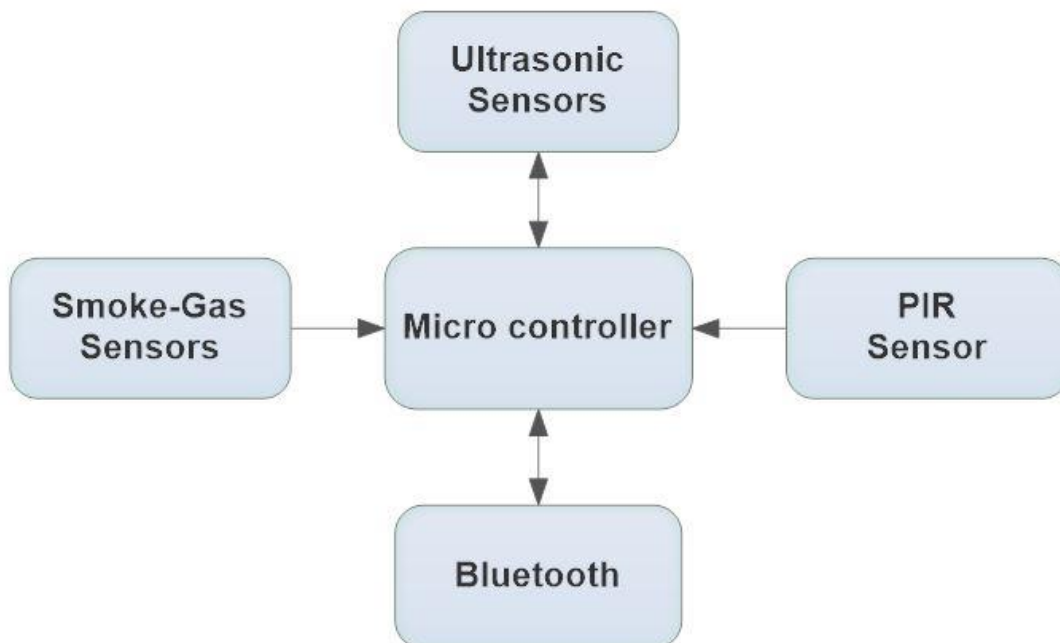 Ultrasonic
Sensors
Smoke-Gas
Sensors
Micro controller
PIR
Sensor
Bluetooth